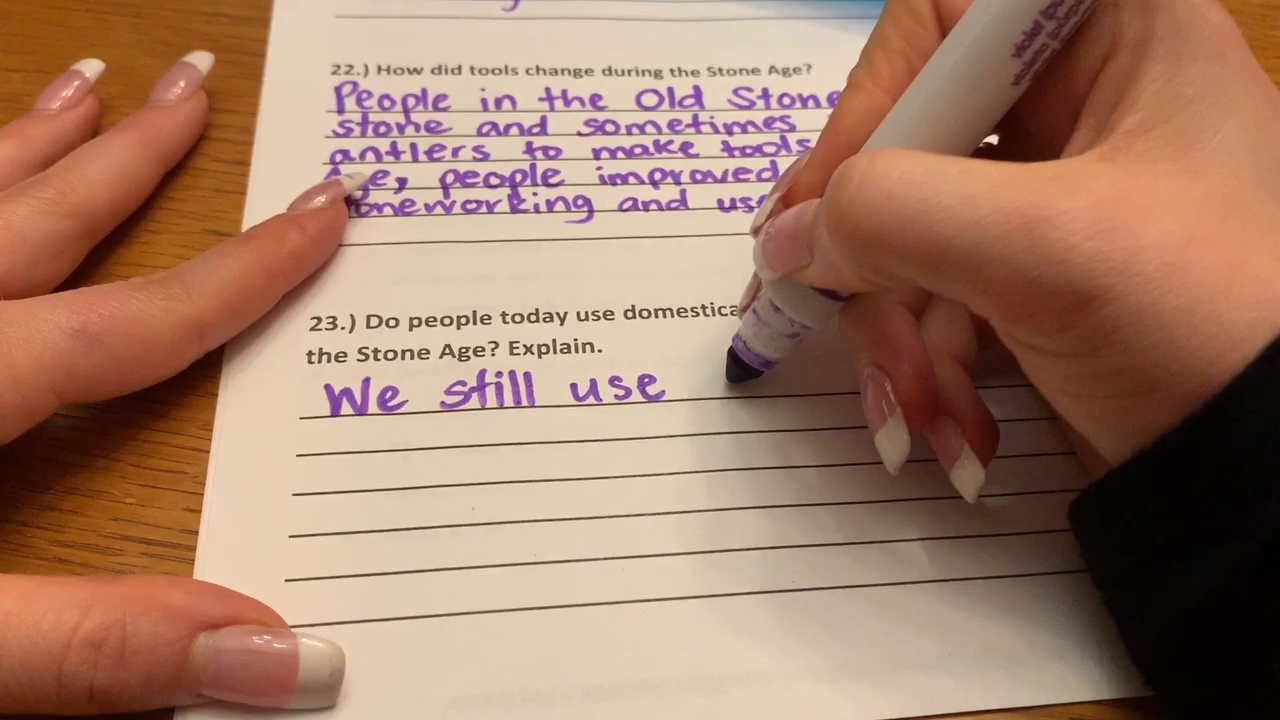 22.) How did tools change during the Stone Age?
People in the Old Stone
stone and sometimes
antlers to make tools
people improved
and
23.) Do people today use
the Stone Age? Explain.
We still use